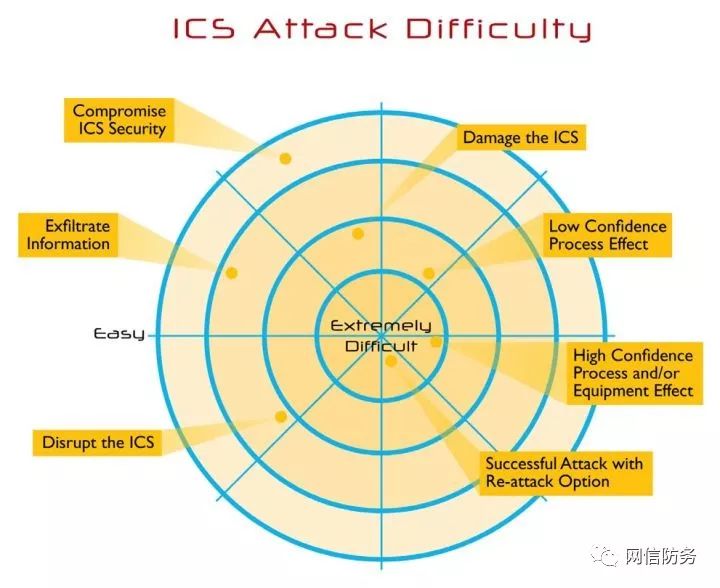 ICS Attack Difficulty
Compromise
ICS Security
Damage the ICS
Exfiltrate
Information
Low Confidence
Process Effect
Easy
Extremely
Difficult
High Confidence
Process and/or
Equipment Effect
Disrupt the ICS
Successful Attack with
Re-attack Option
网信防务